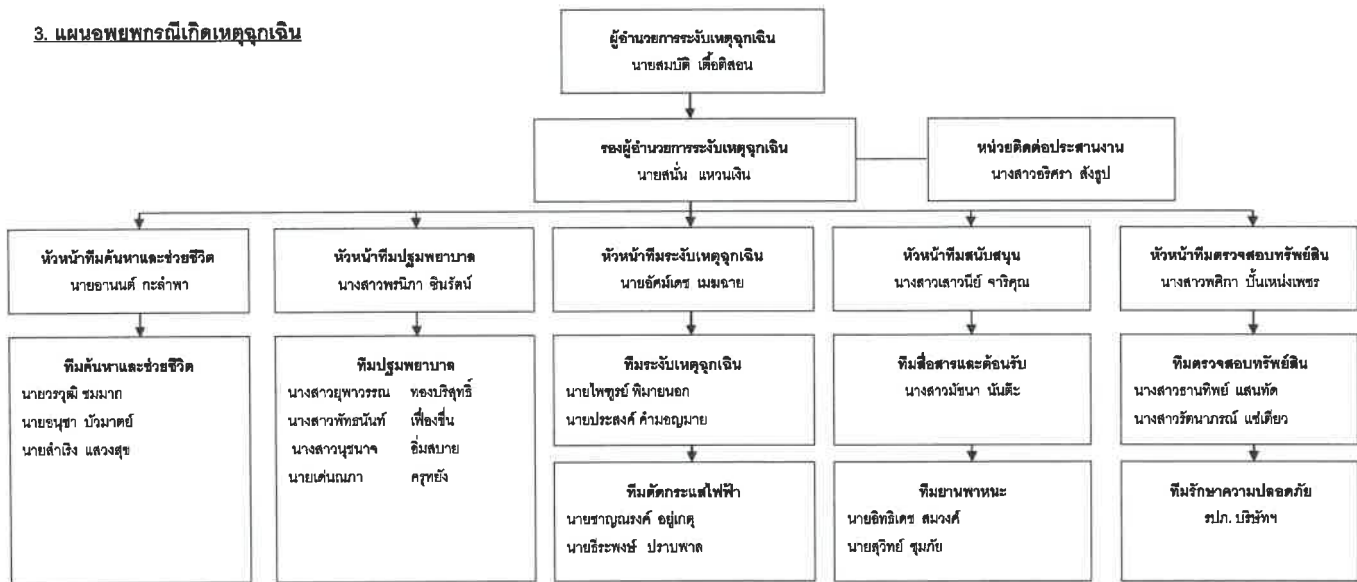 3. แผนอพยพกรณีเกิดเหตุฉุกเฉิน
ผู้อำนวยการระงับเหตุฉุกเฉิน
นายสมบัติ เตื้อติสอน
รองผู้อำนวยการระงับเหตุฉุกเฉิน
นายสนั่น แหวนเงิน
หน่วยติดต่อประสานงาน
นางสาวอริศรา สังรูป
หัวหน้าทีมค้นหาและช่วยชีวิต
นายอานนต์ กะลำพา
หัวหน้าทีมปฐมพยาบาล
นางสาวพรนิภา ชินรัตน์
หัวหน้าทีมระงับเหตุฉุกเฉิน
นายอัศม์เดช เมมฉาย
หัวหน้าทีมสนับสนุน
นางสาวเสาวนีย์ จาริคุณ
หัวหน้าทีมตรวจสอบทรัพย์สิน
นางสาวพศิกา ปั้นเหน่งเพชร
ทีมค้นหาและช่วยชีวิต
นายวรวุฒิ ชมมาก
นายอนุชา บัวมาตย์
นายสำเริง แสวงสุข
ทีมปฐมพยาบาล
นางสาวยุพาวรรณ ทองบริสุทธิ์
นางสาวพัทธนันท์ เฟื่องชื่น
นางสาวนุชนาจ อิ่มสบาย
นายเด่นณภา ครุฑยัง
ทีมระงับเหตุฉุกเฉิน
นายไพฑูรย์ พิมายนอก
นายประสงค์ คำมอญมาย
ทีมตัดกระแสไฟฟ้า
นายชาญณรงค์ อยู่เกตุ
นายธีระพงษ์ ปราบพาล
ทีมสื่อสารและต้อนรับ
นางสาวมัชนา นันต๊ะ
ทีมยานพาหนะ
นายอิทธิเดช สมวงค์
นายสุวิทย์ ชุมภัย
ทีมตรวจสอบทรัพย์สิน
นางสาวธานทิพย์ แสนทัด
นางสาวรัตนาภรณ์ แซ่เตียว
ทีมรักษาความปลอดภัย
รปภ. บริษัทฯ